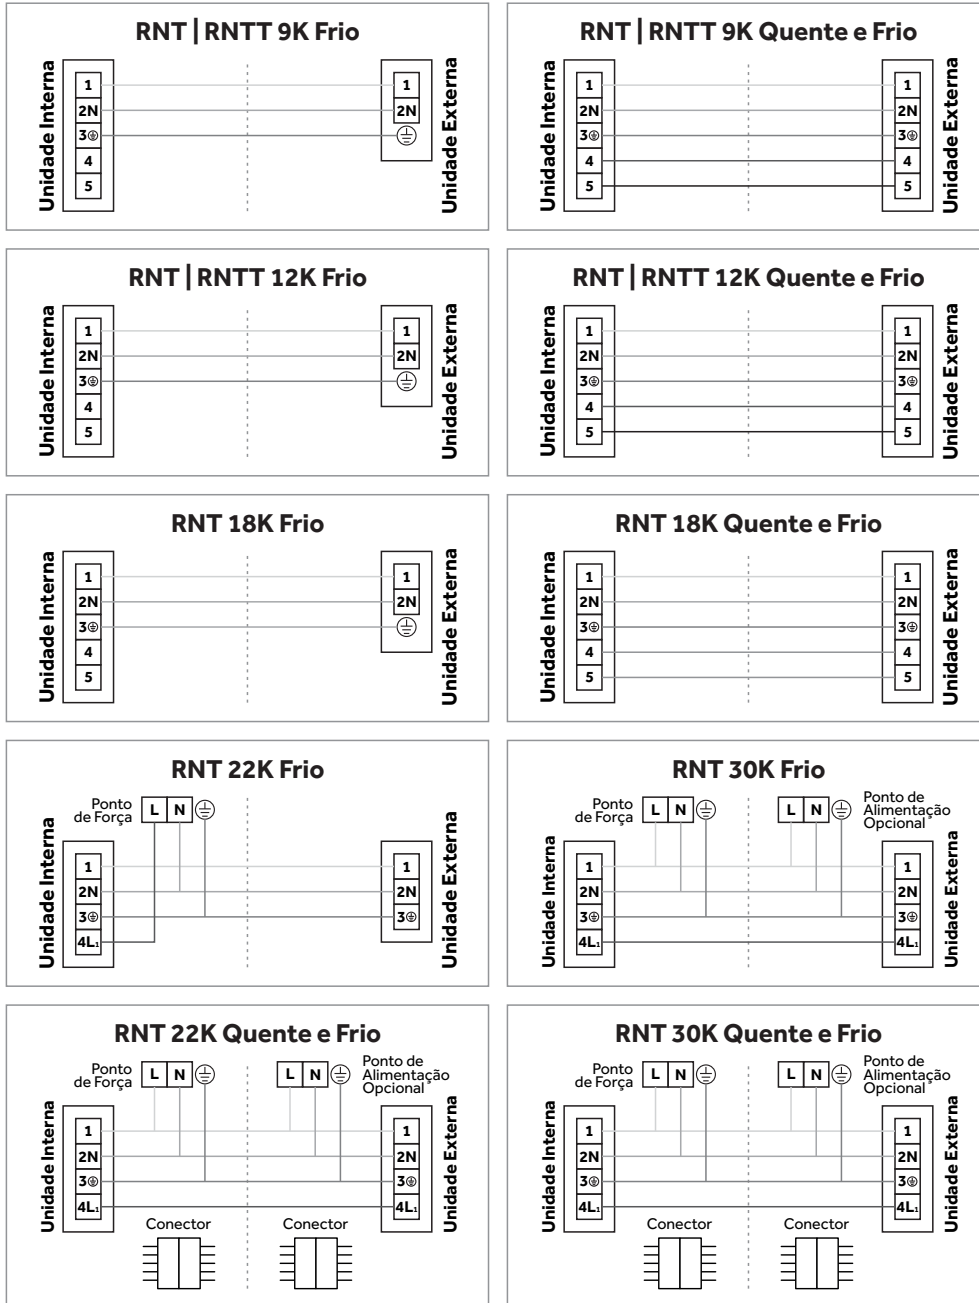 RNT | RNTT 9K Frio
Unidade Interna
1
2N
3
4
5
1
2N
Unidade Externa
RNT | RNTT 9K Quente e Frio
Unidade Interna
1
2N
3
4
5
1
2N
3
4
5
Unidade Externa
RNT | RNTT 12K Frio
Unidade Interna
1
2N
3
4
5
1
2N
Unidade Externa
RNT | RNTT 12K Quente e Frio
Unidade Interna
1
2N
3
4
5
1
2N
3
4
5
Unidade Externa
RNT 18K Frio
Unidade Interna
1
2N
3
4
5
1
2N
Unidade Externa
RNT 18K Quente e Frio
Unidade Interna
1
2N
3
4
5
1
2N
3
4
5
Unidade Externa
RNT 22K Frio
Ponto
de Força
L N
Unidade Interna
1
2N
3
4L₁
1
2N
3
Unidade Externa
RNT 30K Frio
Ponto
de Força
L N
L N
Ponto de
Alimentação
Opcional
Unidade Interna
1
2N
3
4L₁
1
2N
3
4L₁
Unidade Externa
RNT 22K Quente e Frio
Ponto
de Força
L N
L N
Ponto de
Alimentação
Opcional
Unidade Interna
1
2N
3
4L₁
1
2N
3
4L₁
Unidade Externa
Conector
Conector
RNT 30K Quente e Frio
Ponto
de Força
L N
L N
Ponto de
Alimentação
Opcional
Unidade Interna
1
2N
3
4L₁
1
2N
3
4L₁
Unidade Externa
Conector
Conector